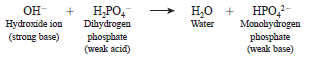 OH⁻ + H₂PO₄⁻ ⟶ H₂O + HPO₄²⁻
Hydroxide ion Dihydrogen Water Monohydrogen
(strong base) phosphate phosphate
(weak acid) (weak base)